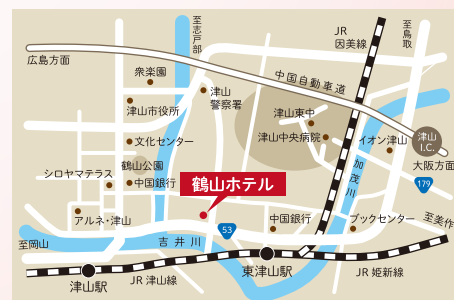 至志戸部
JR
因美線
至鳥取
広島方面
衆楽園
中国自動車道
津山
警察署
津山市役所
津山東中
津山中央病院
イオン津山
津山
I.C.
大阪方面
文化センター
鶴山公園
シロヤマテラス
中国銀行
鶴山ホテル
加茂川
179
アルネ・津山
中国銀行
ブックセンター
至美作
至岡山
吉井川
53
津山駅
JR 津山線
東津山駅
JR 姫新線